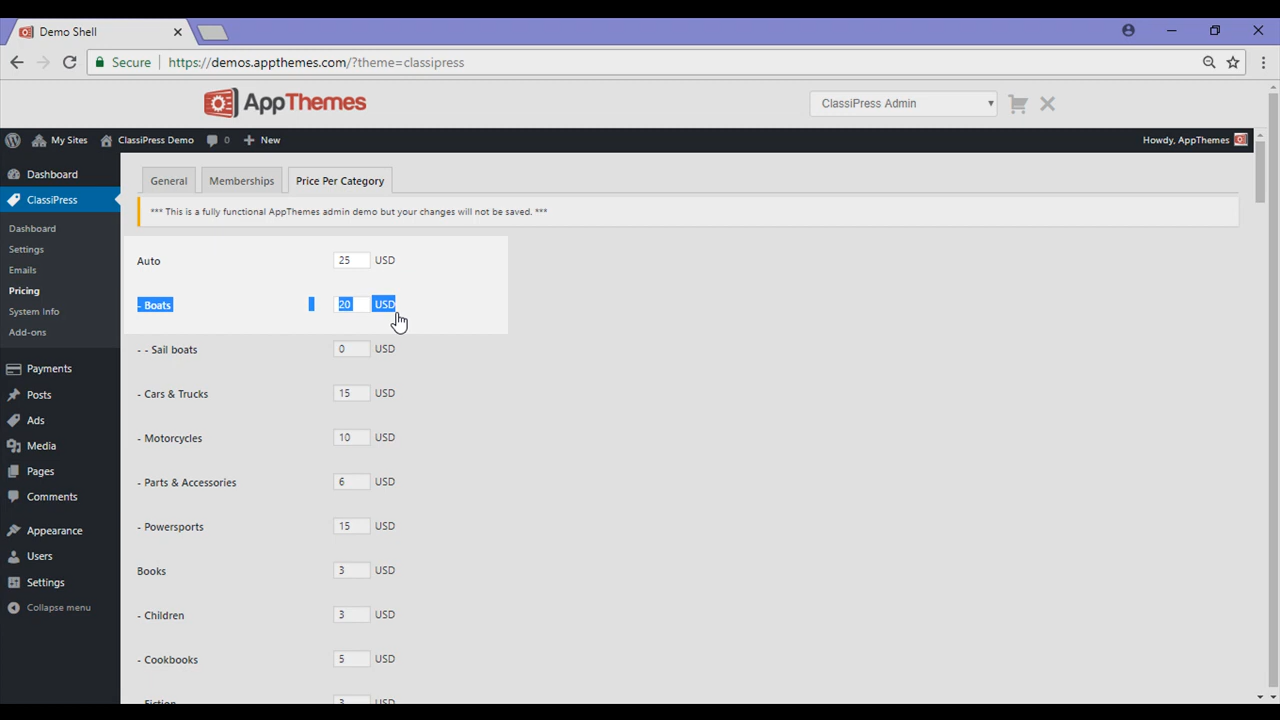 Demo Shell
Secure https://demos.appthemes.com/?theme=classipress
AppThemes ClassiPress Admin
My Sites ClassiPress Demo 0 New Howdy, AppThemes
Dashboard
ClassiPress
Dashboard
Settings
Emails
Pricing
System Info
Add-ons
Payments
Posts
Ads
Media
Pages
Comments
Appearance
Users
Settings
Collapse menu
General Memberships Price Per Category
*** This is a fully functional AppThemes admin demo but your changes will not be saved. ***
Auto 25 USD
- Boats 20 USD
- - Sail boats 0 USD
- Cars & Trucks 15 USD
- Motorcycles 10 USD
- Parts & Accessories 6 USD
- Powersports 15 USD
Books 3 USD
- Children 3 USD
- Cookbooks 5 USD
- Fiction 3 USD